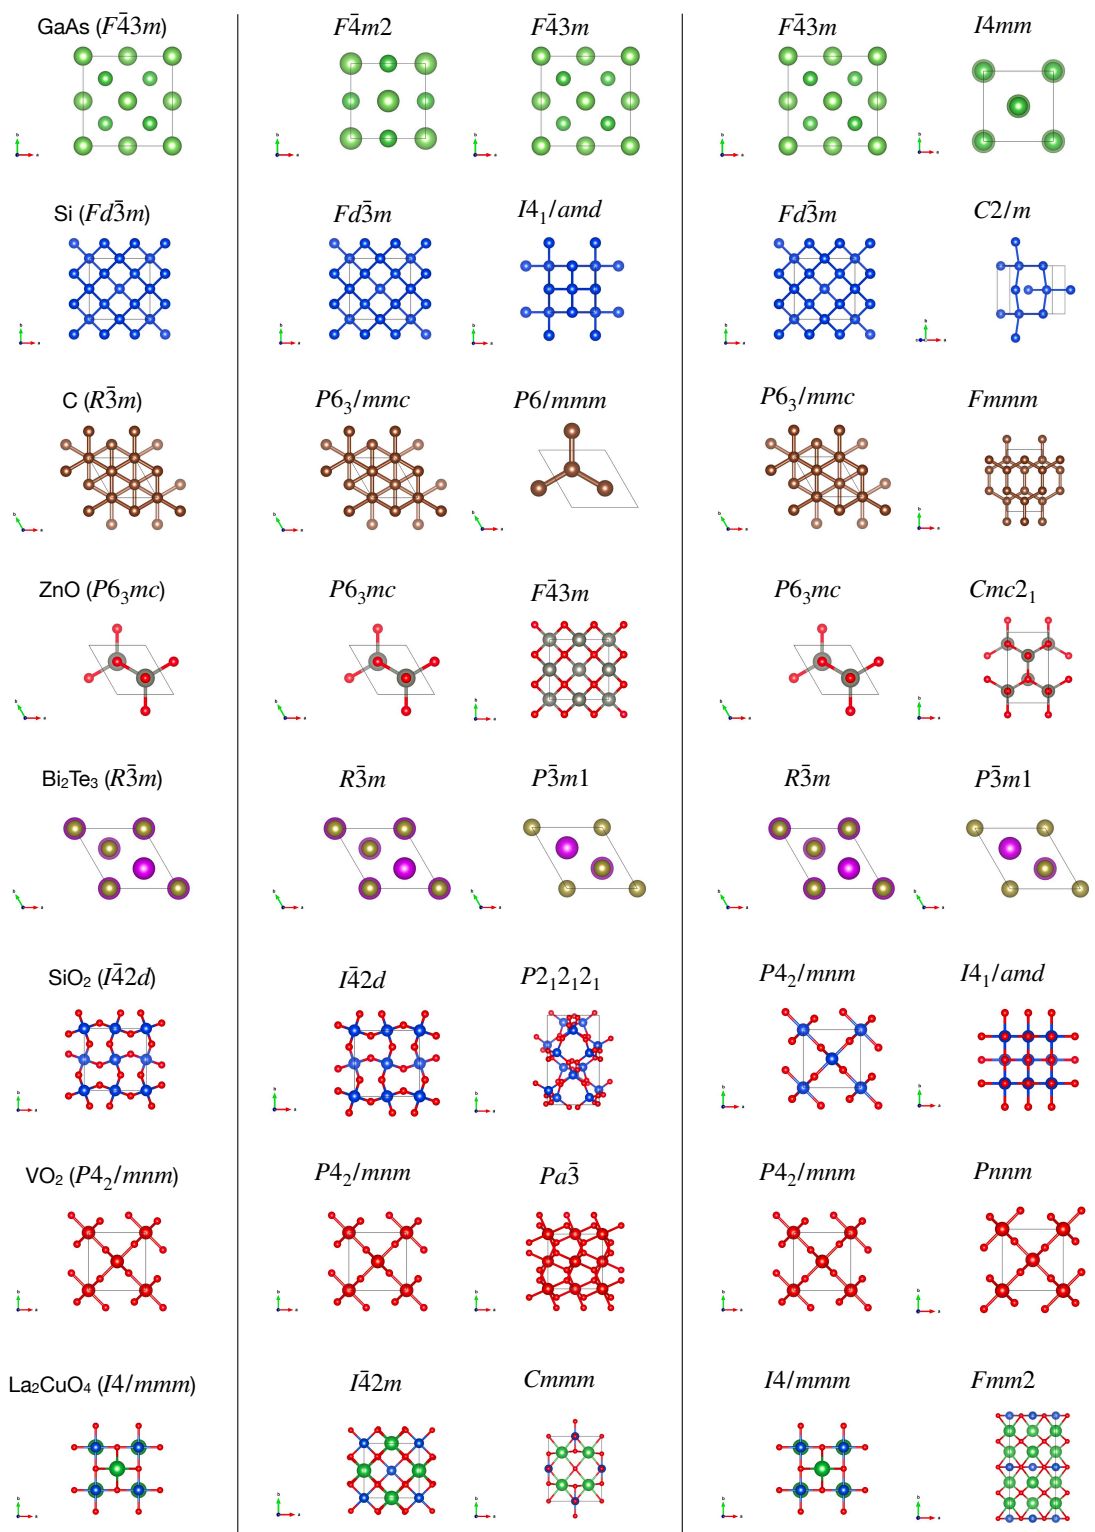 GaAs (F4̄3m) F4̄m2 F4̄3m F4̄3m I4mm
Si (Fd3̄m) Fd3̄m I4₁/amd Fd3̄m C2/m
C (R3̄m) P6₃/mmc P6/mmm P6₃/mmc Fmmm
ZnO (P6₃mc) P6₃mc F4̄3m P6₃mc Cmc2₁
Bi₂Te₃ (R3̄m) R3̄m P3̄m1 R3̄m P3̄m1
SiO₂ (I4̄2d) I4̄2d P2₁2₁2₁ P4₂/mnm I4₁/amd
VO₂ (P4₂/mnm) P4₂/mnm Pa3̄ P4₂/mnm Pnnm
La₂CuO₄ (I4/mmm) I4̄2m Cmmm I4/mmm Fmm2